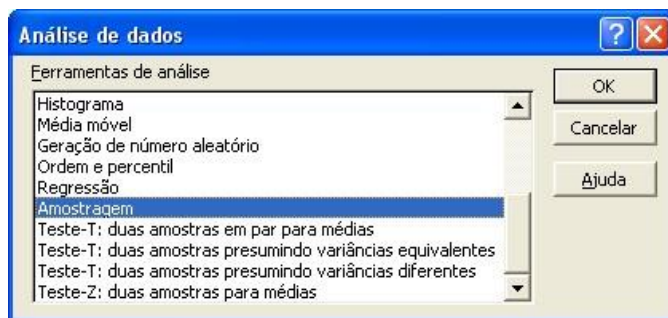 Análise de dados
Ferramentas de análise
Histograma
Média móvel
Geração de número aleatório
Ordem e percentil
Regressão
Amostragem
Teste-T: duas amostras em par para médias
Teste-T: duas amostras presumindo variâncias equivalentes
Teste-T: duas amostras presumindo variâncias diferentes
Teste-Z: duas amostras para médias
OK
Cancelar
Ajuda